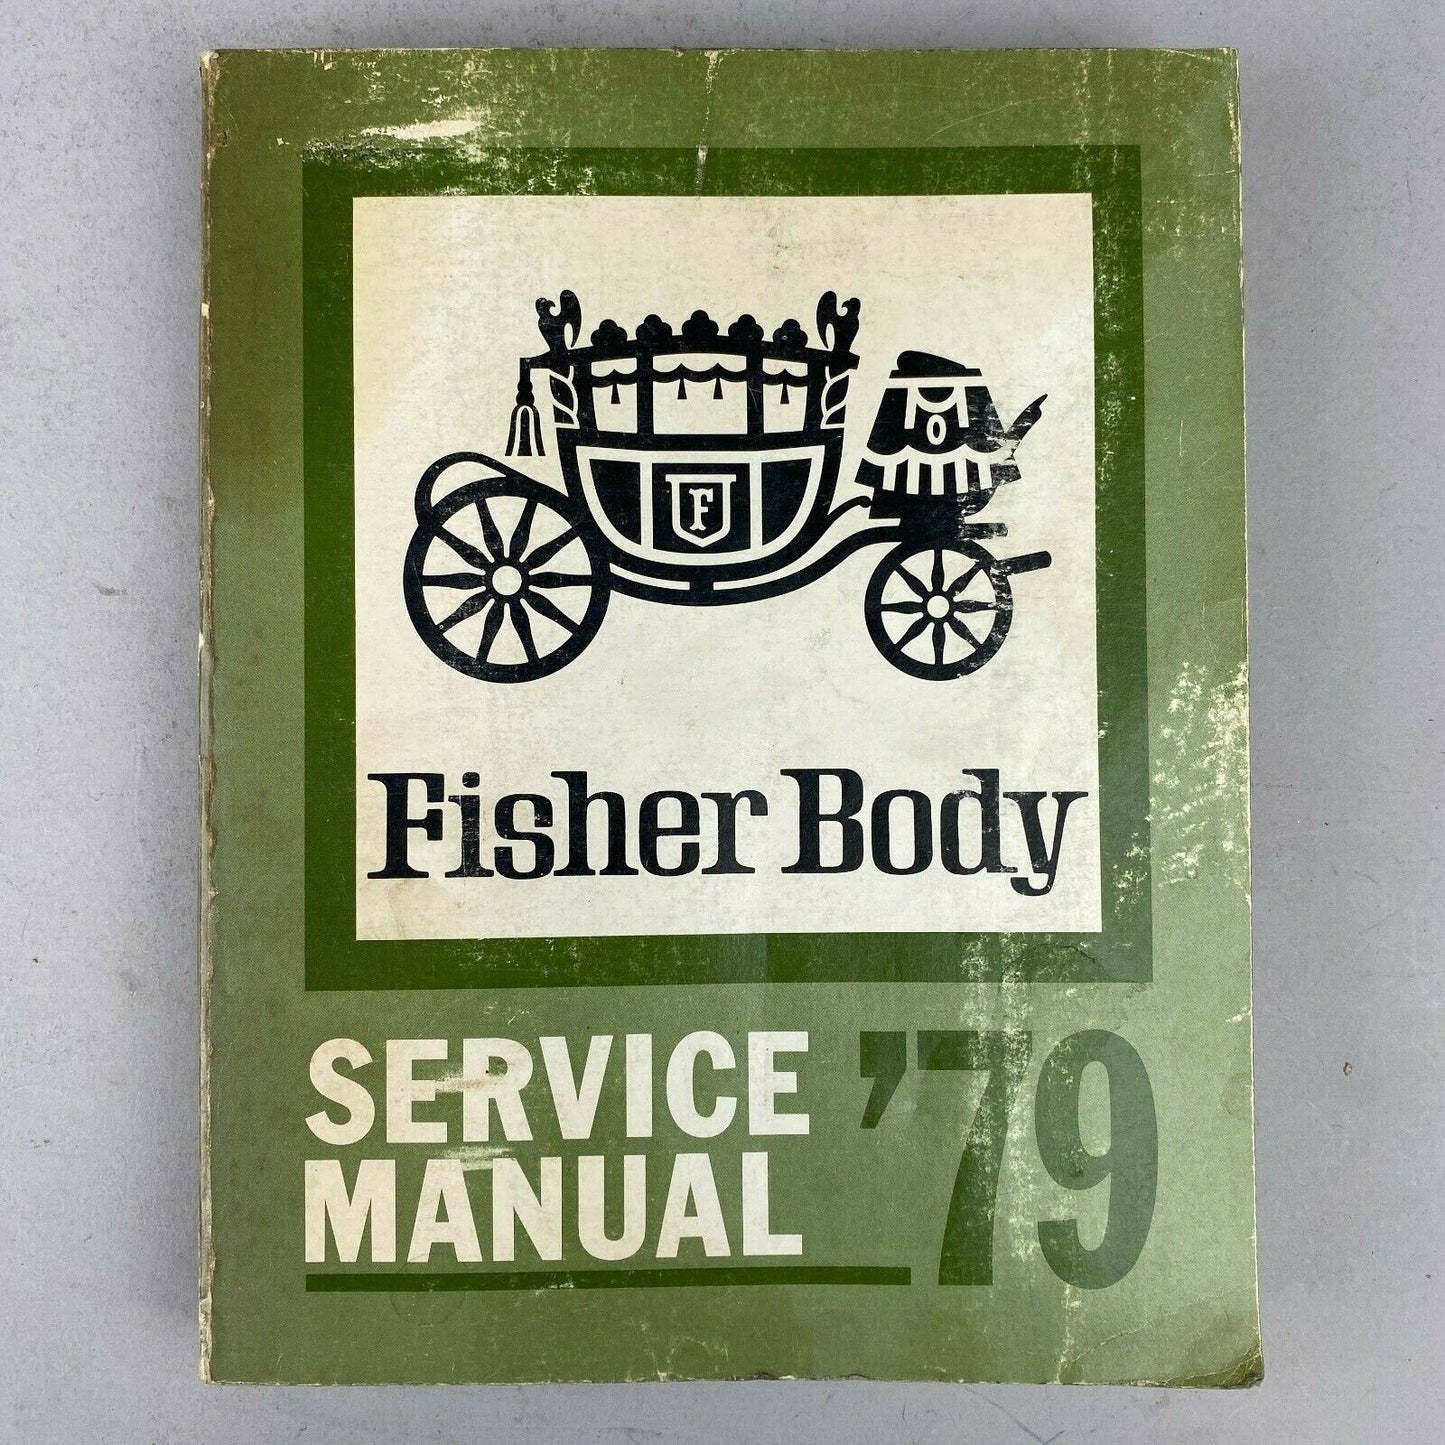 F
Fisher Body
SERVICE
MANUAL
'79